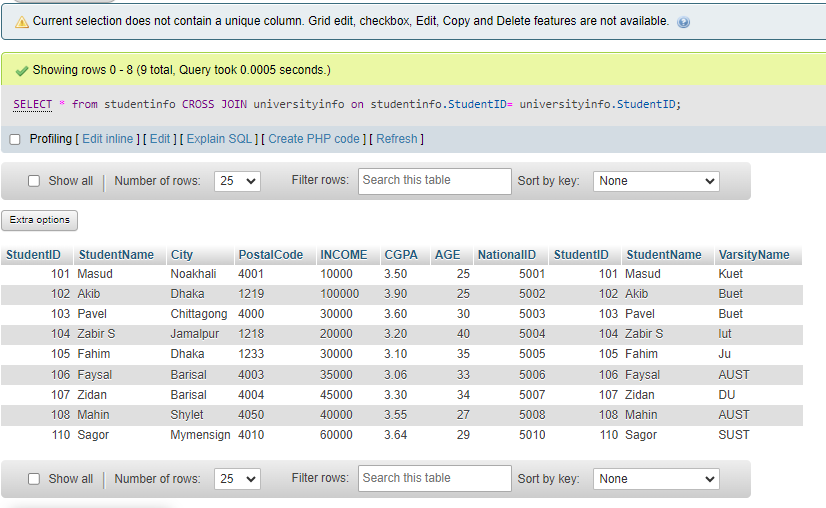 Current selection does not contain a unique column. Grid edit, checkbox, Edit, Copy and Delete features are not available.
Showing rows 0 - 8 (9 total, Query took 0.0005 seconds.)
SELECT * from studentinfo CROSS JOIN universityinfo on studentinfo.StudentID= universityinfo.StudentID;
Profiling [ Edit inline ] [ Edit ] [ Explain SQL ] [ Create PHP code ] [ Refresh ]
Show all Number of rows: 25 Filter rows: Search this table Sort by key: None
Extra options
StudentID StudentName City PostalCode INCOME CGPA AGE NationalID StudentID StudentName VarsityName
101 Masud Noakhali 4001 10000 3.50 25 5001 101 Masud Kuet
102 Akib Dhaka 1219 100000 3.90 25 5002 102 Akib Buet
103 Pavel Chittagong 4000 30000 3.60 30 5003 103 Pavel Buet
104 Zabir S Jamalpur 1218 20000 3.20 40 5004 104 Zabir S Iut
105 Fahim Dhaka 1233 30000 3.10 35 5005 105 Fahim Ju
106 Faysal Barisal 4003 35000 3.06 33 5006 106 Faysal AUST
107 Zidan Barisal 4004 45000 3.30 34 5007 107 Zidan DU
108 Mahin Shylet 4050 40000 3.55 27 5008 108 Mahin AUST
110 Sagor Mymensign 4010 60000 3.64 29 5010 110 Sagor SUST
Show all Number of rows: 25 Filter rows: Search this table Sort by key: None